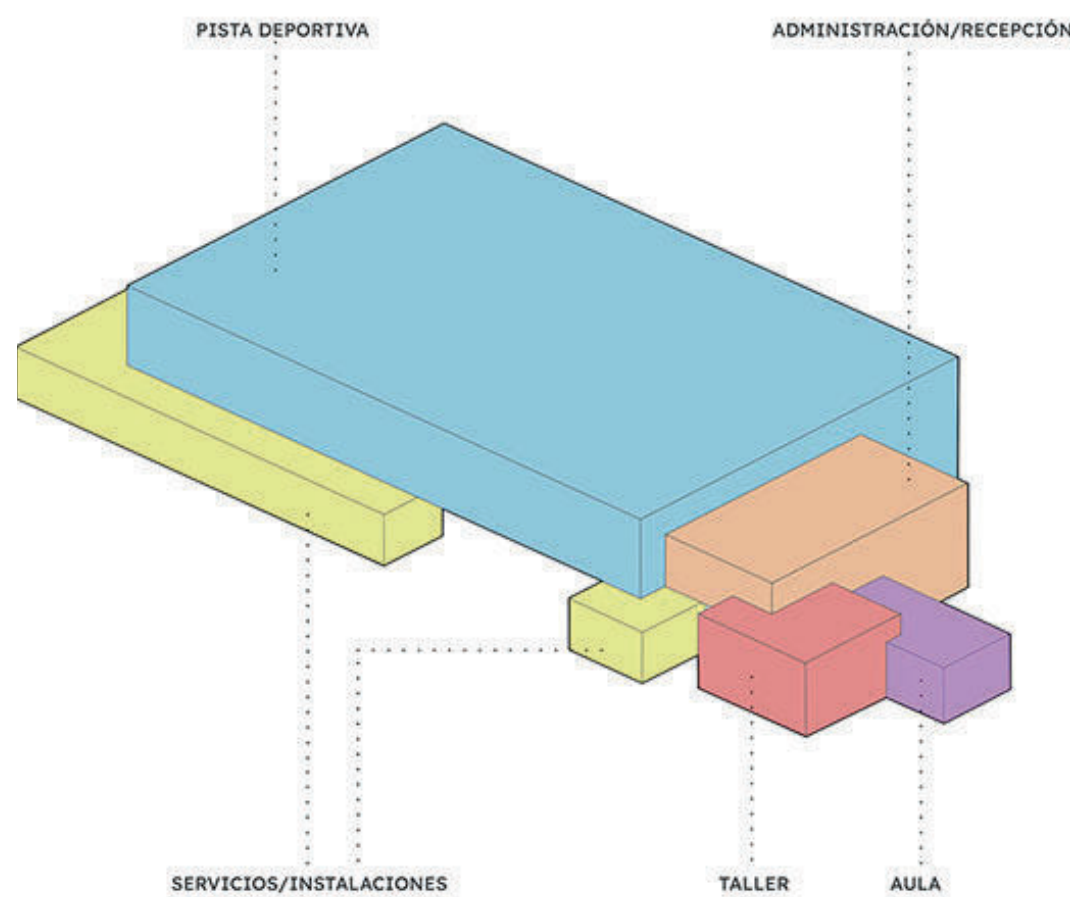 PISTA DEPORTIVA
ADMINISTRACIÓN/RECEPCIÓN
SERVICIOS/INSTALACIONES
TALLER
AULA